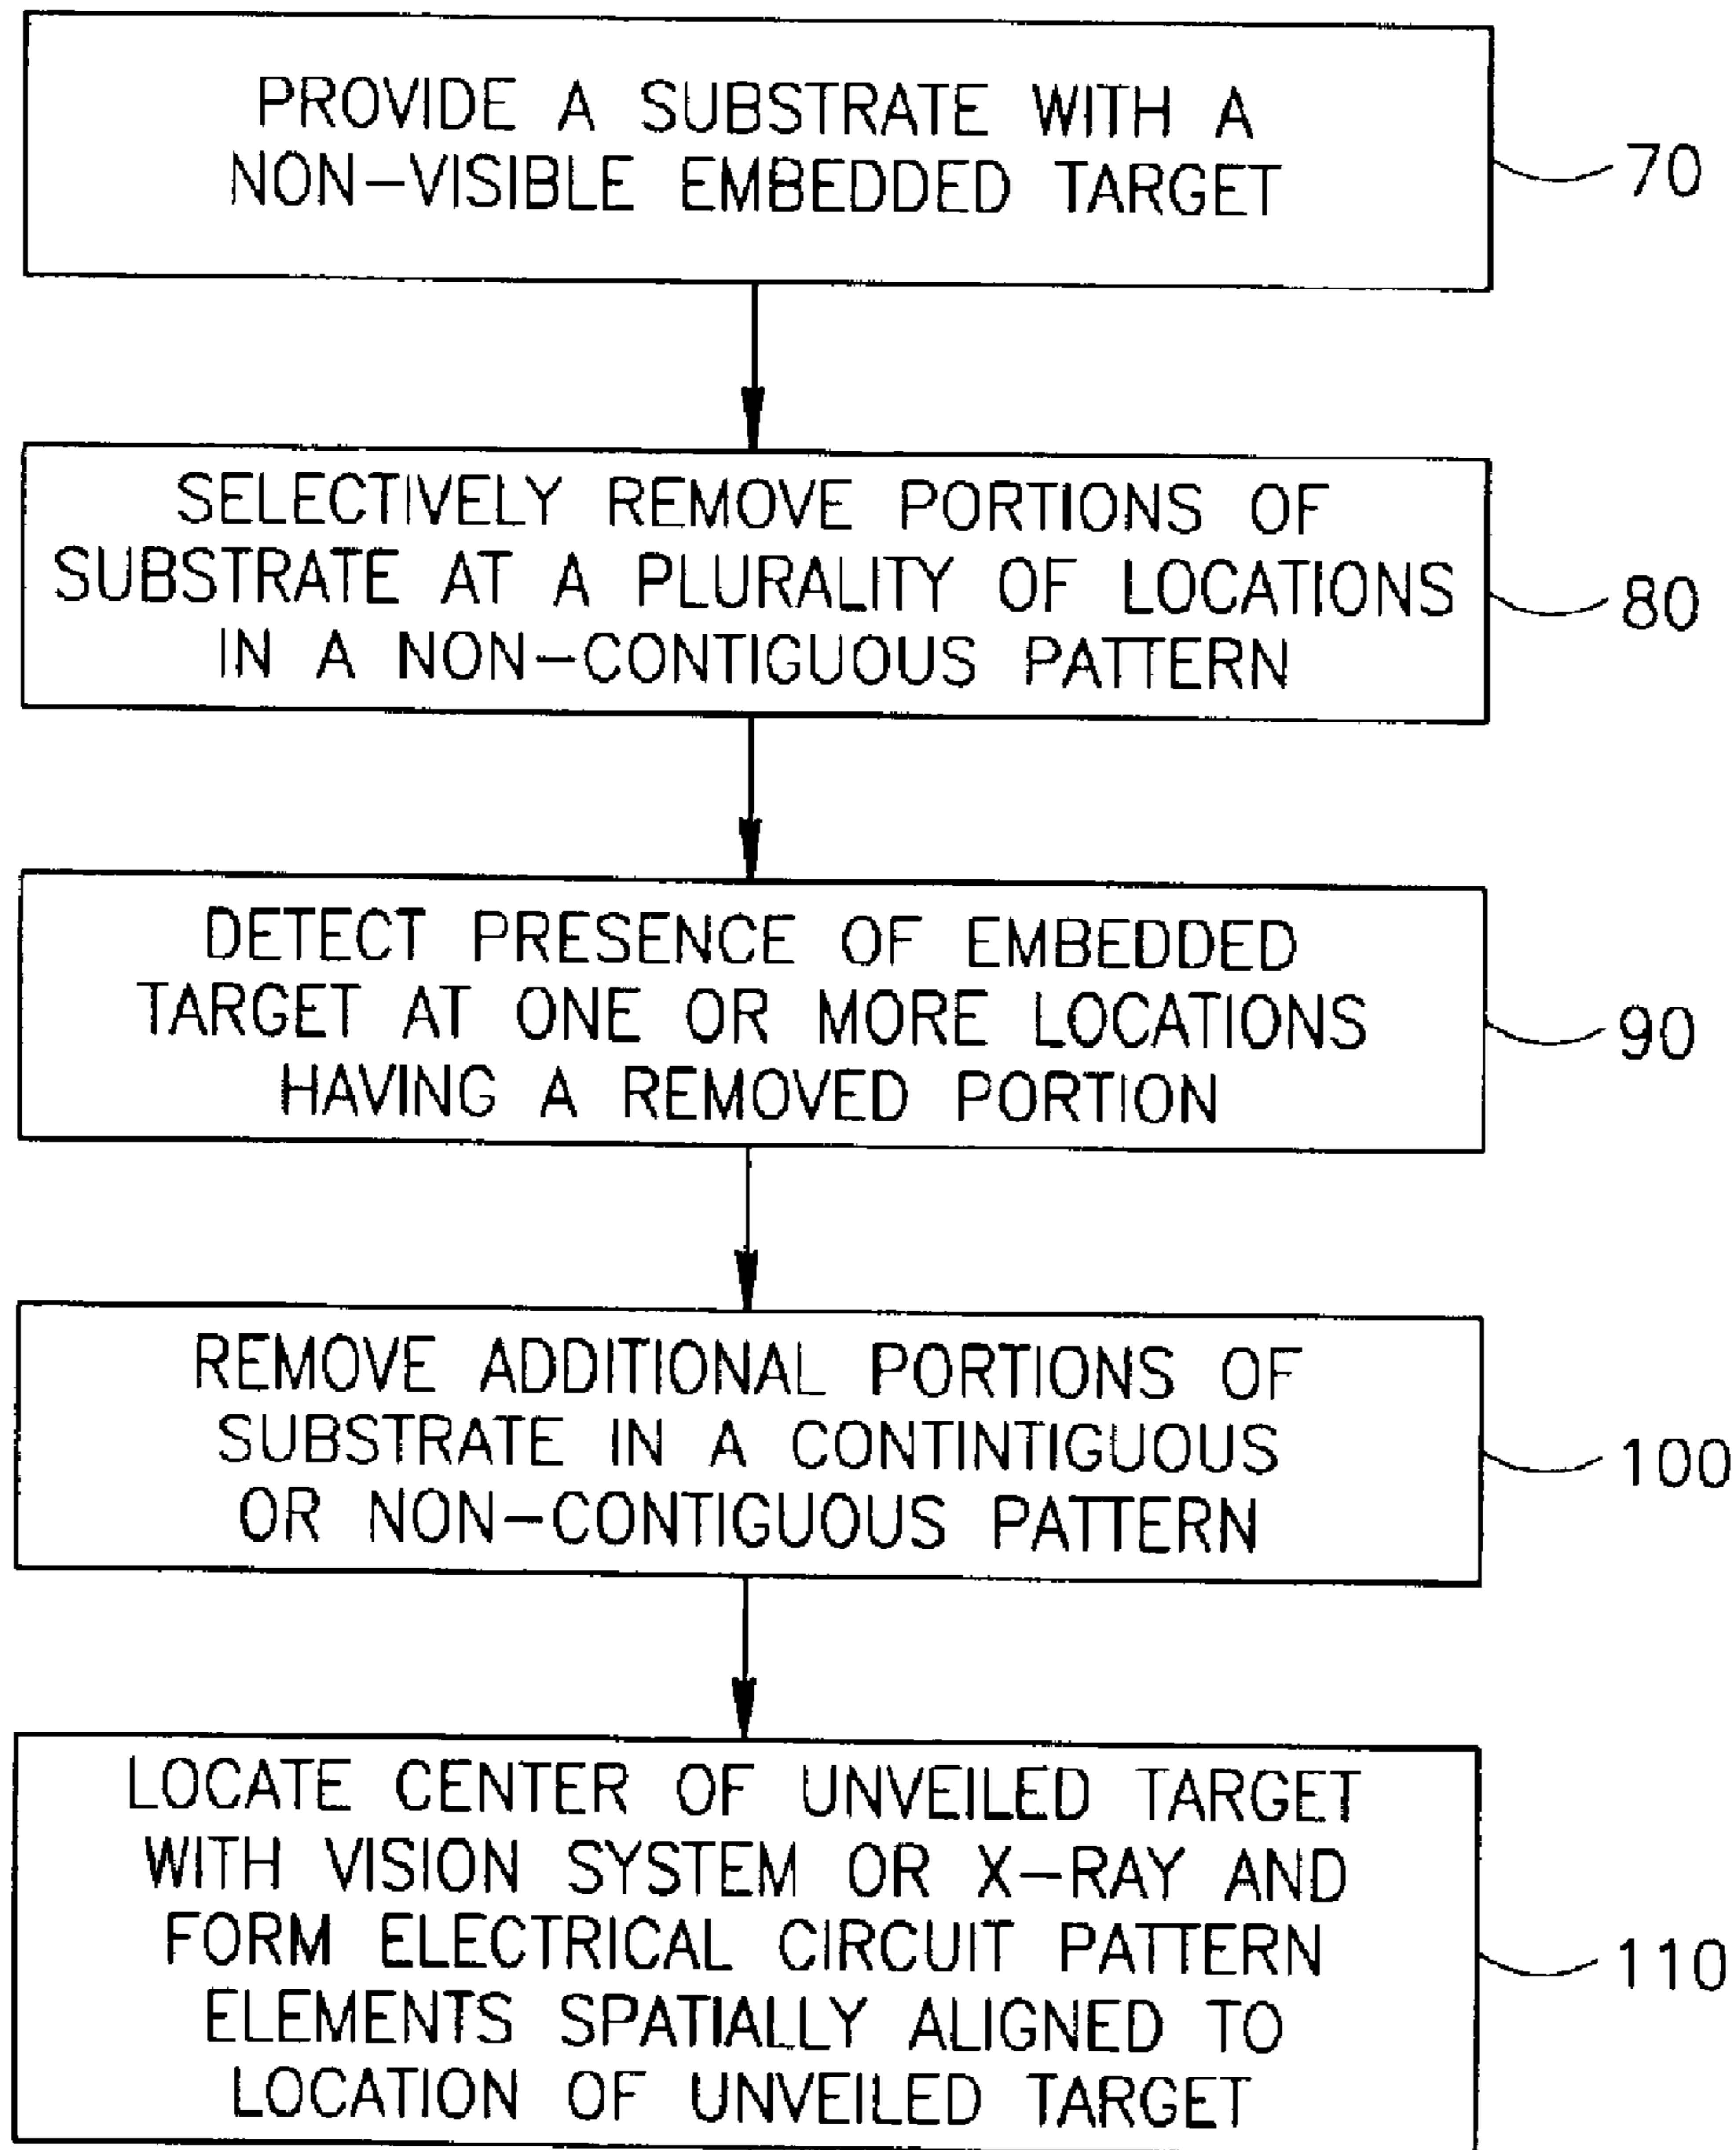 PROVIDE A SUBSTRATE WITH A
NON-VISIBLE EMBEDDED TARGET
70
SELECTIVELY REMOVE PORTIONS OF
SUBSTRATE AT A PLURALITY OF LOCATIONS
IN A NON-CONTIGUOUS PATTERN
80
DETECT PRESENCE OF EMBEDDED
TARGET AT ONE OR MORE LOCATIONS
HAVING A REMOVED PORTION
90
REMOVE ADDITIONAL PORTIONS OF
SUBSTRATE IN A CONTINTIGUOUS
OR NON-CONTIGUOUS PATTERN
100
LOCATE CENTER OF UNVEILED TARGET
WITH VISION SYSTEM OR X-RAY AND
FORM ELECTRICAL CIRCUIT PATTERN
ELEMENTS SPATIALLY ALIGNED TO
LOCATION OF UNVEILED TARGET
110